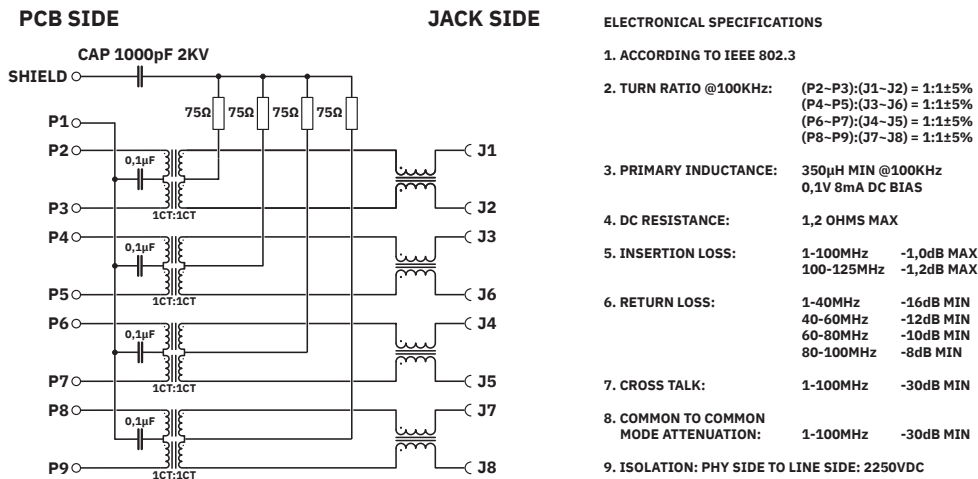 PCB SIDE
JACK SIDE
CAP 1000pF 2KV
SHIELD
75Ω 75Ω 75Ω 75Ω
P1
P2
0,1µF
J1
P3
1CT:1CT
J2
P4
0,1µF
J3
P5
1CT:1CT
J6
P6
0,1µF
J4
P7
1CT:1CT
J5
P8
0,1µF
J7
P9
1CT:1CT
J8
ELECTRONICAL SPECIFICATIONS
1. ACCORDING TO IEEE 802.3
2. TURN RATIO @100KHz: (P2~P3):(J1~J2) = 1:1±5%
(P4~P5):(J3~J6) = 1:1±5%
(P6~P7):(J4~J5) = 1:1±5%
(P8~P9):(J7~J8) = 1:1±5%
3. PRIMARY INDUCTANCE: 350µH MIN @100KHz
0,1V 8mA DC BIAS
4. DC RESISTANCE: 1,2 OHMS MAX
5. INSERTION LOSS: 1-100MHz -1,0dB MAX
100-125MHz -1,2dB MAX
6. RETURN LOSS: 1-40MHz -16dB MIN
40-60MHz -12dB MIN
60-80MHz -10dB MIN
80-100MHz -8dB MIN
7. CROSS TALK: 1-100MHz -30dB MIN
8. COMMON TO COMMON
MODE ATTENUATION: 1-100MHz -30dB MIN
9. ISOLATION: PHY SIDE TO LINE SIDE: 2250VDC